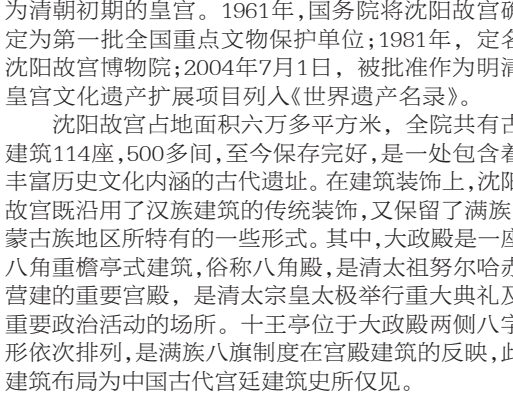 为清朝初期的皇宫。1961年,国务院将沈阳故宫确
定为第一批全国重点文物保护单位;1981年，定名
沈阳故宫博物院;2004年7月1日，被批准作为明清
皇宫文化遗产扩展项目列入《世界遗产名录》。
沈阳故宫占地面积六万多平方米，全院共有古
建筑114座,500多间,至今保存完好,是一处包含着
丰富历史文化内涵的古代遗址。在建筑装饰上,沈阳
故宫既沿用了汉族建筑的传统装饰,又保留了满族
蒙古族地区所特有的一些形式。其中,大政殿是一座
八角重檐亭式建筑,俗称八角殿,是清太祖努尔哈赤
营建的重要宫殿，是清太宗皇太极举行重大典礼及
重要政治活动的场所。十王亭位于大政殿两侧八字
形依次排列,是满族八旗制度在宫殿建筑的反映,此
建筑布局为中国古代宫廷建筑史所仅见。